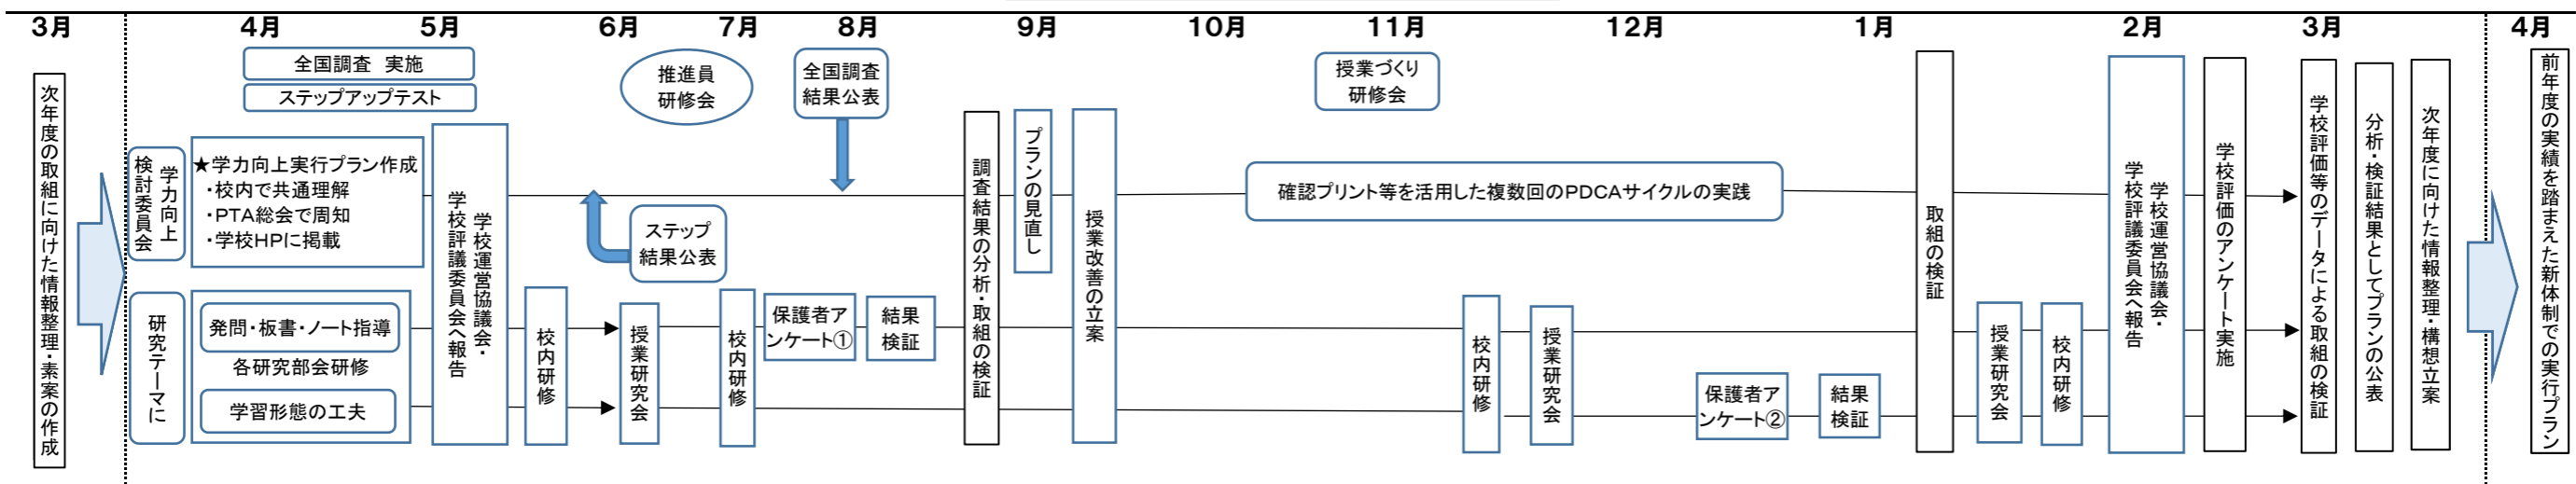 3月 4月 5月 6月 7月 8月 9月 10月 11月 12月 1月 2月 3月 4月
次年度の取組に向けた情報整理・素案の作成
全国調査 実施
ステップアップテスト
学力向上
検討委員会
★学力向上実行プラン作成
・校内で共通理解
・PTA総会で周知
・学校HPに掲載
研究テーマに
発問・板書・ノート指導
各研究部会研修
学習形態の工夫
学校運営協議会・
学校評議委員会へ報告
校内研修
推進員
研修会
ステップ
結果公表
授業研究会
校内研修
全国調査
結果公表
保護者ア
ンケート①
結果
検証
調査結果の分析・取組の検証
プランの見直し
授業改善の立案
授業づくり
研修会
確認プリント等を活用した複数回のPDCAサイクルの実践
校内研修
授業研究会
保護者ア
ンケート②
結果
検証
取組の検証
授業研究会
校内研修
学校運営協議会・
学校評議委員会へ報告
学校評価のアンケート実施
学校評価等のデータによる取組の検証
分析・検証結果としてプランの公表
次年度に向けた情報整理・構想立案
前年度の実績を踏まえた新体制での実行プラン